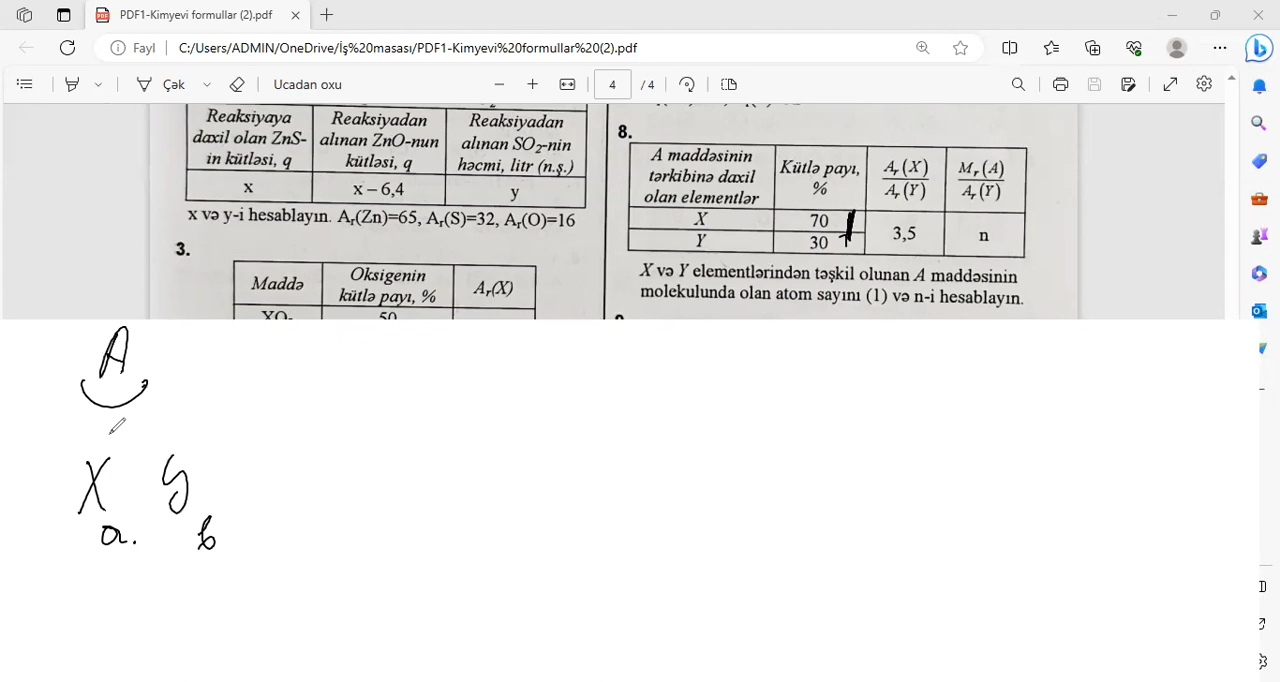 PDF1-Kimyevi formullar (2).pdf
Fayl
C:/Users/ADMIN/OneDrive/İş%20masası/PDF1-Kimyevi%20formullar%20(2).pdf
Çək
Ucadan oxu
4
/ 4
Reaksiyaya daxil olan ZnS-in kütləsi, q
Reaksiyadan alınan ZnO-nun kütləsi, q
Reaksiyadan alınan SO₂-nin həcmi, litr (n.ş.)
x
x – 6,4
y
x və y-i hesablayın. Aᵣ(Zn)=65, Aᵣ(S)=32, Aᵣ(O)=16
3.
Maddə
Oksigenin kütlə payı, %
Aᵣ(X)
XO₂
50
8.
A maddəsinin tərkibinə daxil olan elementlər
Kütlə payı, %
Aᵣ(X)
Aᵣ(Y)
Mᵣ(A)
Aᵣ(Y)
X
70
3,5
n
Y
30
X və Y elementlərindən təşkil olunan A maddəsinin
molekulunda olan atom sayını (1) və n-i hesablayın.
A
X y
a. b